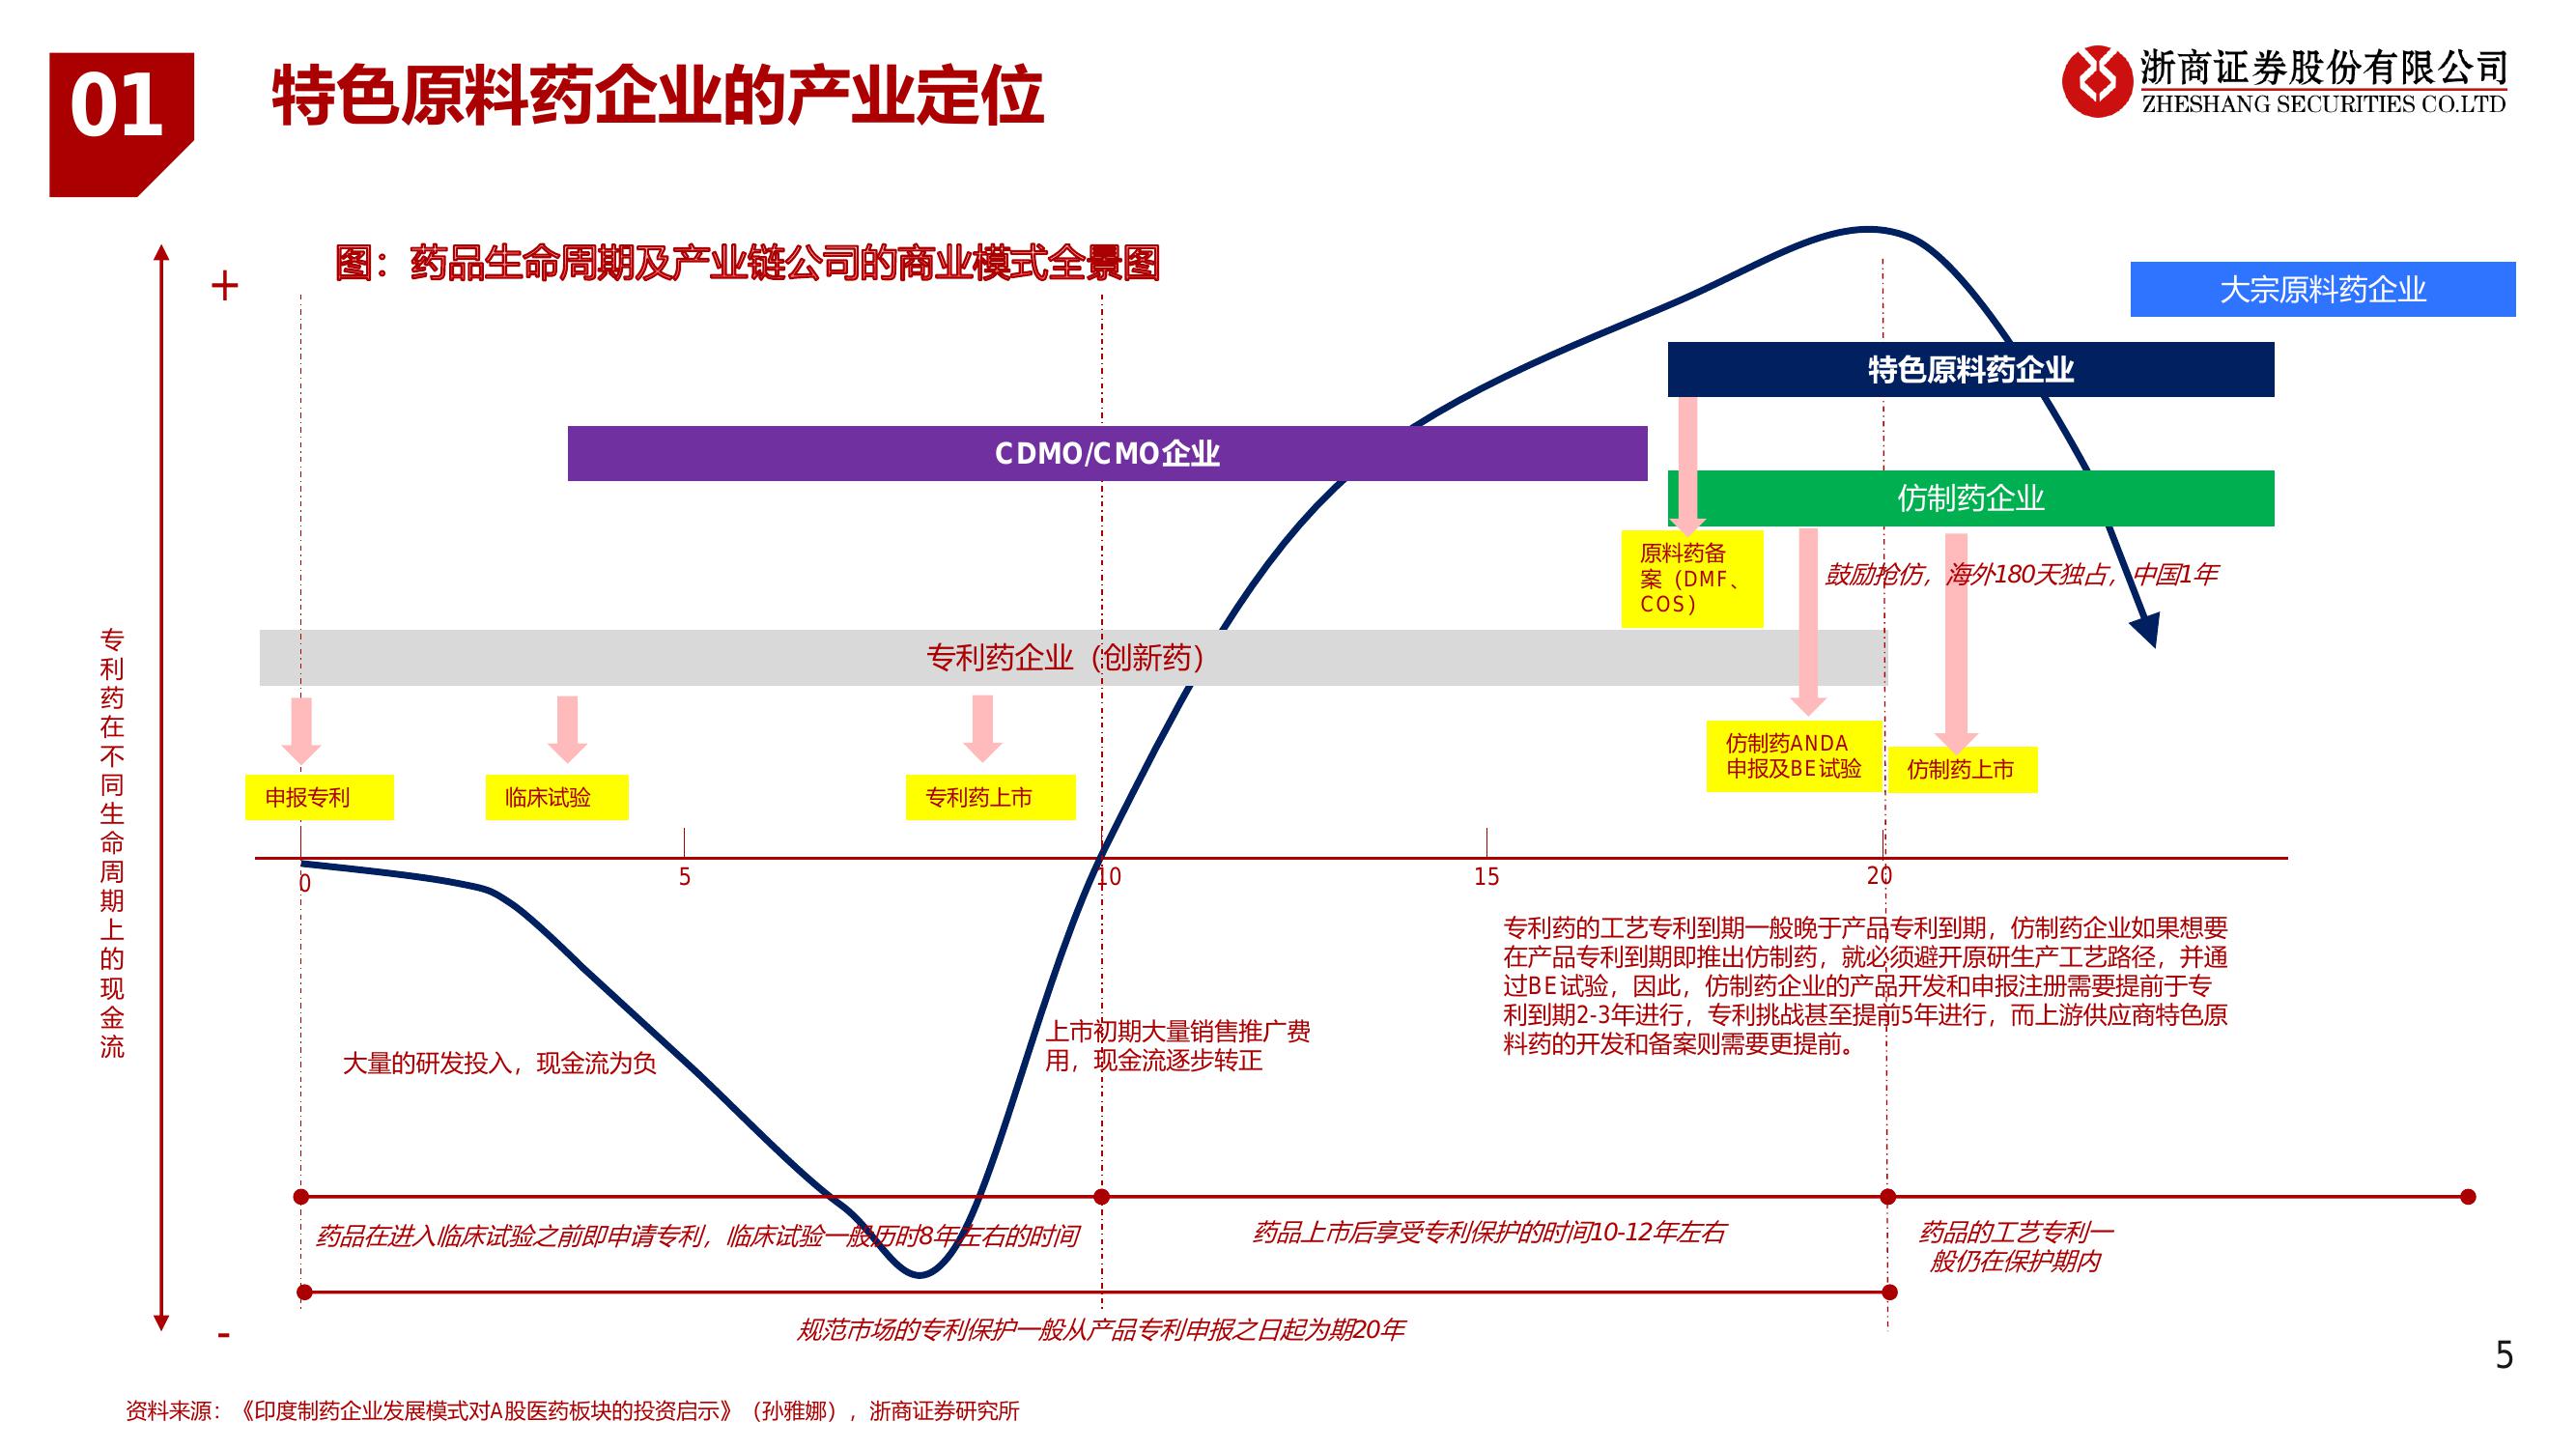 01
特色原料药企业的产业定位
浙商证券股份有限公司
ZHESHANG SECURITIES CO.LTD
图：药品生命周期及产业链公司的商业模式全景图
+
大宗原料药企业
特色原料药企业
CDMO/CMO企业
仿制药企业
原料药备
案（DMF、
COS）
鼓励抢仿，海外180天独占，中国1年
专利药企业（创新药）
专利药在不同生命周期上的现金流
申报专利
临床试验
专利药上市
仿制药ANDA
申报及BE试验
仿制药上市
0
5
10
15
20
专利药的工艺专利到期一般晚于产品专利到期，仿制药企业如果想要
在产品专利到期即推出仿制药，就必须避开原研生产工艺路径，并通
过BE试验，因此，仿制药企业的产品开发和申报注册需要提前于专
利到期2-3年进行，专利挑战甚至提前5年进行，而上游供应商特色原
料药的开发和备案则需要更提前。
大量的研发投入，现金流为负
上市初期大量销售推广费
用，现金流逐步转正
药品在进入临床试验之前即申请专利，临床试验一般历时8年左右的时间
药品上市后享受专利保护的时间10-12年左右
药品的工艺专利一
般仍在保护期内
规范市场的专利保护一般从产品专利申报之日起为期20年
-
5
资料来源：《印度制药企业发展模式对A股医药板块的投资启示》（孙雅娜），浙商证券研究所